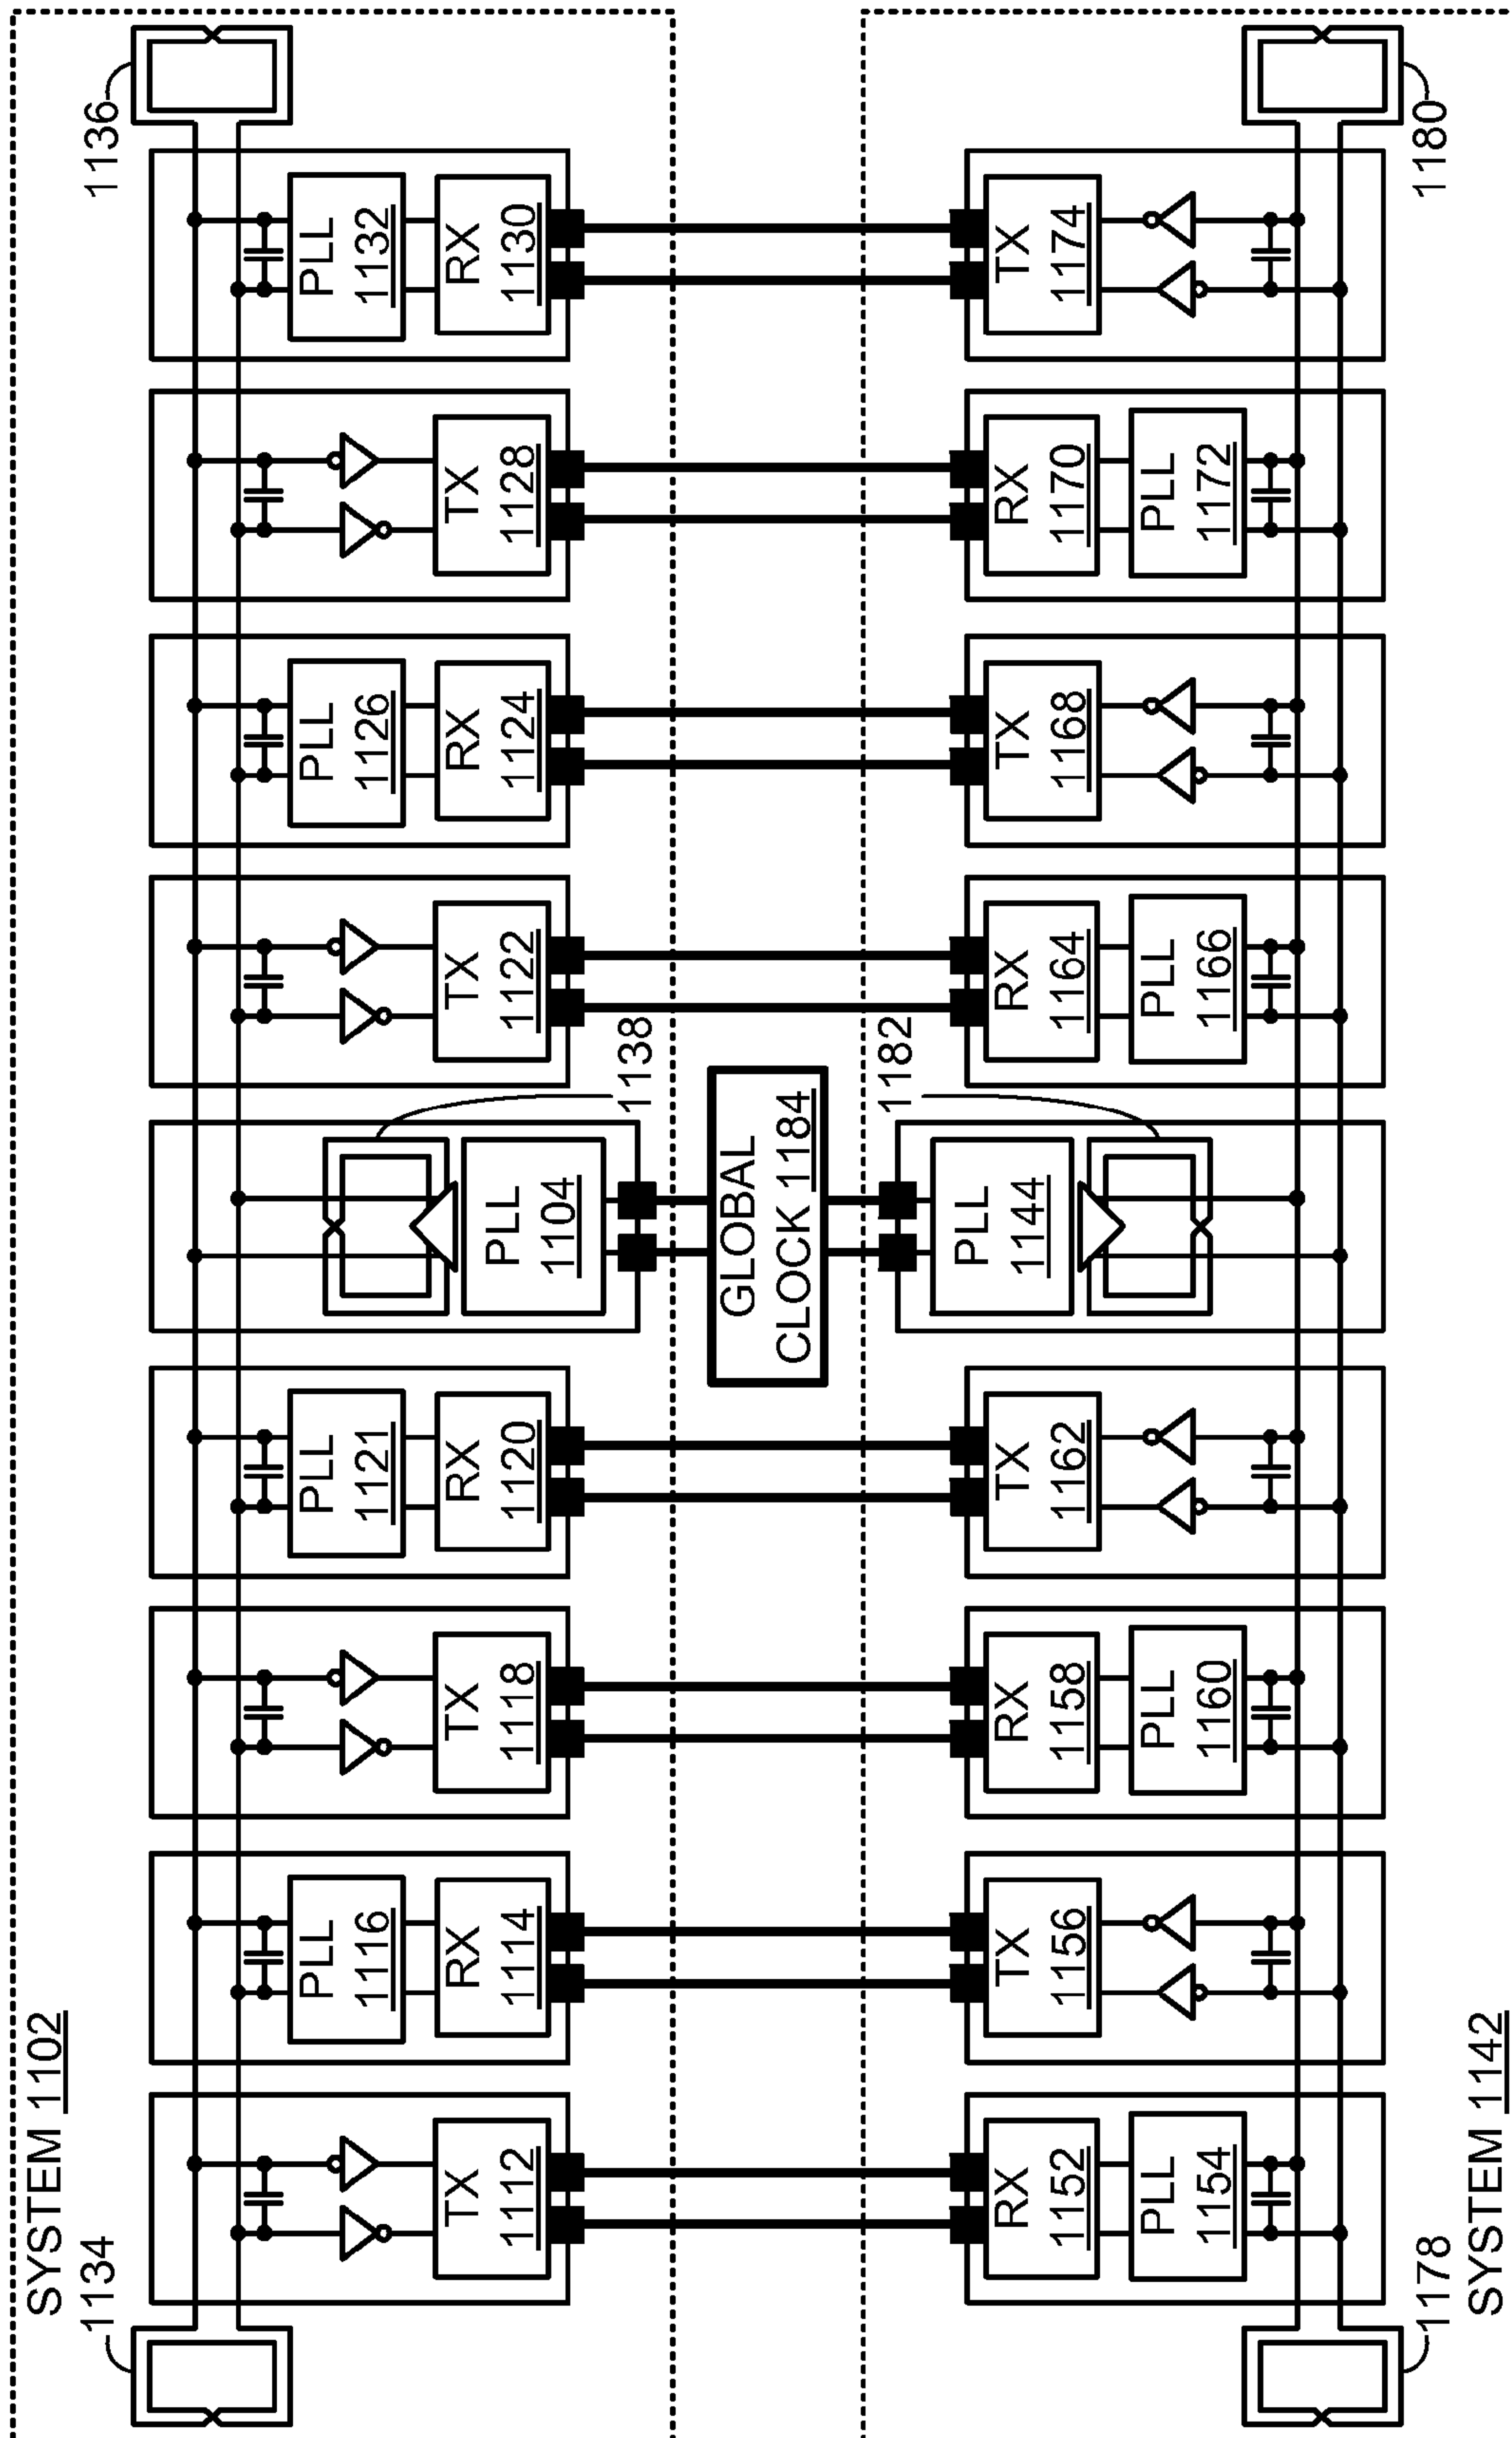 SYSTEM 1102
1134
1136
PLL
1116
PLL
1121
PLL
1126
PLL
1132
TX
1112
RX
1114
TX
1118
RX
1120
PLL
1104
TX
1122
RX
1124
TX
1128
RX
1130
1138
GLOBAL
CLOCK 1184
1182
RX
1152
TX
1156
RX
1158
TX
1162
PLL
1144
RX
1164
TX
1168
RX
1170
TX
1174
PLL
1154
PLL
1160
PLL
1166
PLL
1172
1178
1180
SYSTEM 1142